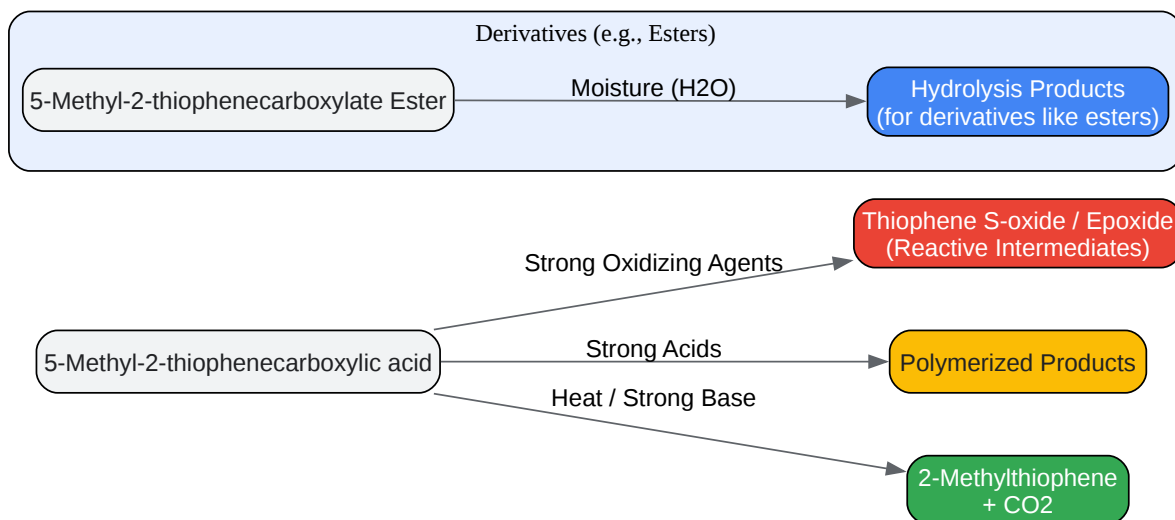 Derivatives (e.g., Esters)
5-Methyl-2-thiophenecarboxylate Ester
Moisture (H2O)
Hydrolysis Products
(for derivatives like esters)
Thiophene S-oxide / Epoxide
(Reactive Intermediates)
Strong Oxidizing Agents
5-Methyl-2-thiophenecarboxylic acid
Strong Acids
Polymerized Products
Heat / Strong Base
2-Methylthiophene
+ CO2